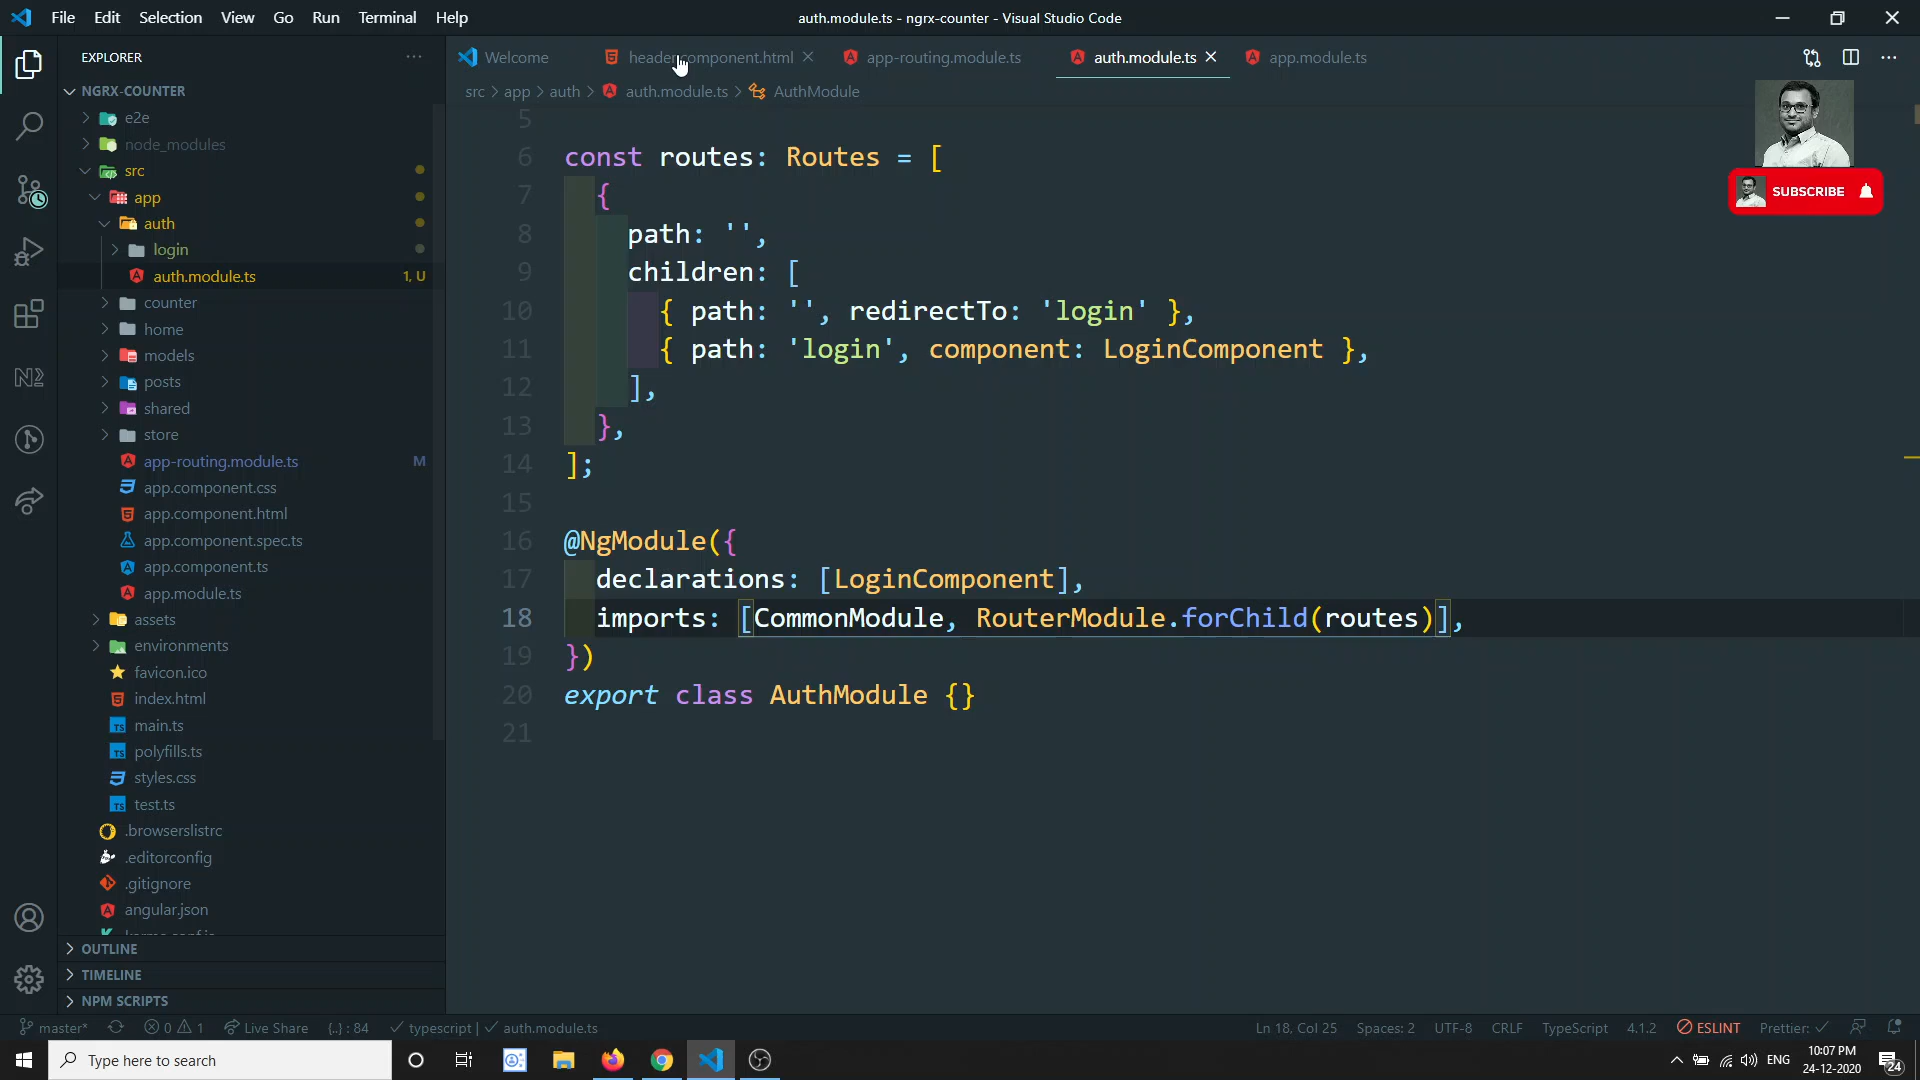 File Edit Selection View Go Run Terminal Help
auth.module.ts - ngrx-counter - Visual Studio Code
EXPLORER
Welcome
header.component.html
app-routing.module.ts
auth.module.ts
app.module.ts
src > app > auth > auth.module.ts > AuthModule
NGRX-COUNTER
e2e
node_modules
src
app
auth
login
auth.module.ts 1, U
counter
home
models
posts
shared
store
app-routing.module.ts M
app.component.css
app.component.html
app.component.spec.ts
app.component.ts
app.module.ts
assets
environments
favicon.ico
index.html
main.ts
polyfills.ts
styles.css
test.ts
.browserslistrc
.editorconfig
.gitignore
angular.json
OUTLINE
TIMELINE
NPM SCRIPTS
5
6 const routes: Routes = [
7 {
8 path: '',
9 children: [
10 { path: '', redirectTo: 'login' },
11 { path: 'login', component: LoginComponent },
12 ],
13 },
14 ];
15
16 @NgModule({
17 declarations: [LoginComponent],
18 imports: [CommonModule, RouterModule.forChild(routes)],
19 })
20 export class AuthModule {}
21
SUBSCRIBE
master* 0 1 Live Share {..} : 84 typescript | auth.module.ts
Ln 18, Col 25 Spaces: 2 UTF-8 CRLF TypeScript 4.1.2 ESLINT Prettier:
Type here to search
ENG
10:07 PM
24-12-2020
24